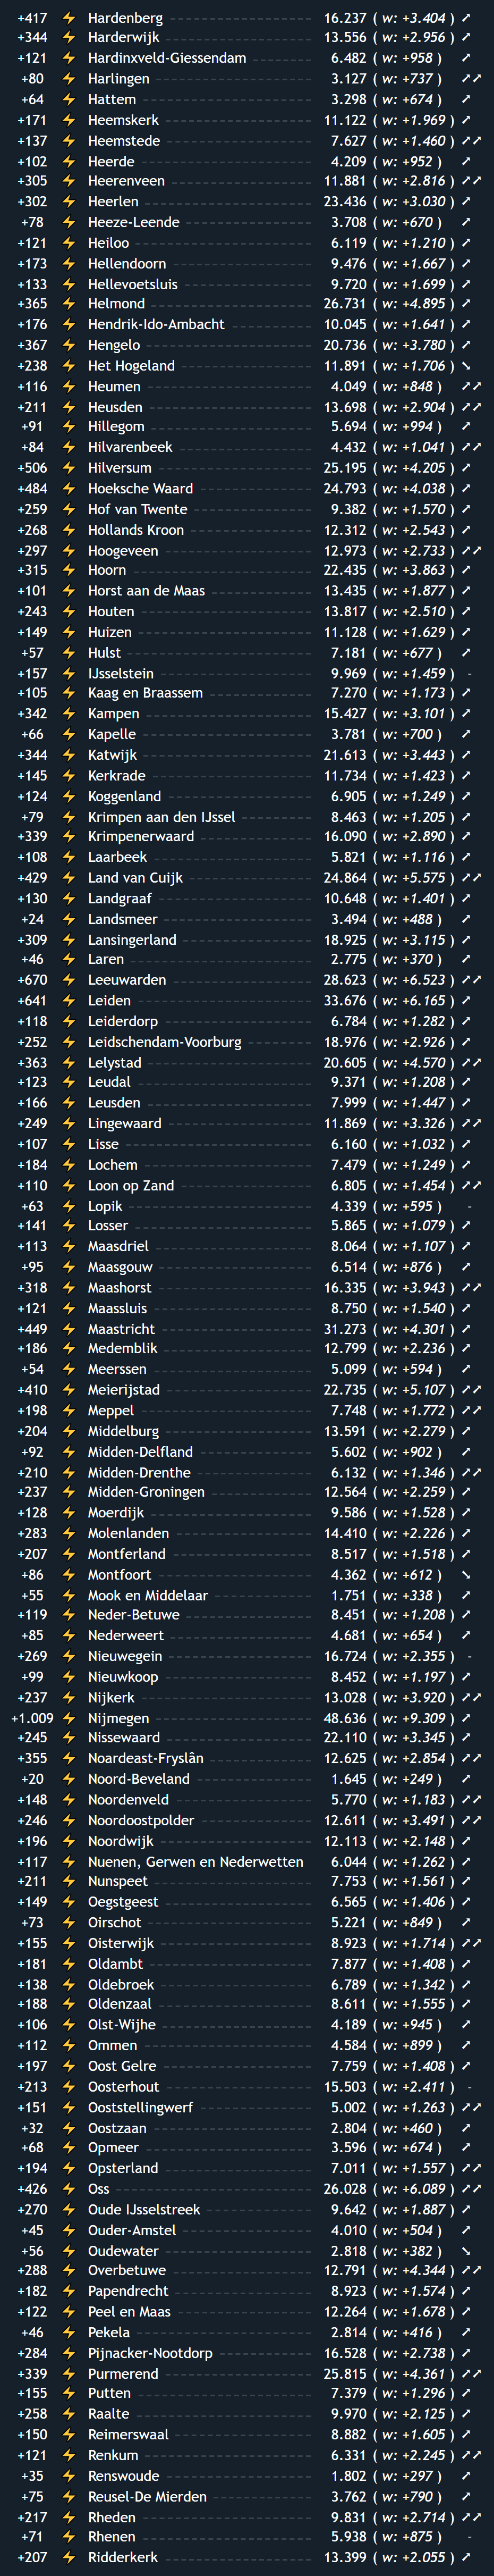 +417 ⚡ Hardenberg 16.237 ( w: +3.404 ) ↗
+344 ⚡ Harderwijk 13.556 ( w: +2.956 ) ↗
+121 ⚡ Hardinxveld-Giessendam 6.482 ( w: +958 ) ↗
+80 ⚡ Harlingen 3.127 ( w: +737 ) ↗↗
+64 ⚡ Hattem 3.298 ( w: +674 ) ↗
+171 ⚡ Heemskerk 11.122 ( w: +1.969 ) ↗
+137 ⚡ Heemstede 7.627 ( w: +1.460 ) ↗↗
+102 ⚡ Heerde 4.209 ( w: +952 ) ↗
+305 ⚡ Heerenveen 11.881 ( w: +2.816 ) ↗↗
+302 ⚡ Heerlen 23.436 ( w: +3.030 ) ↗
+78 ⚡ Heeze-Leende 3.708 ( w: +670 ) ↗
+121 ⚡ Heiloo 6.119 ( w: +1.210 ) ↗
+173 ⚡ Hellendoorn 9.476 ( w: +1.667 ) ↗
+133 ⚡ Hellevoetsluis 9.720 ( w: +1.699 ) ↗
+365 ⚡ Helmond 26.731 ( w: +4.895 ) ↗
+176 ⚡ Hendrik-Ido-Ambacht 10.045 ( w: +1.641 ) ↗
+367 ⚡ Hengelo 20.736 ( w: +3.780 ) ↗
+238 ⚡ Het Hogeland 11.891 ( w: +1.706 ) ↘
+116 ⚡ Heumen 4.049 ( w: +848 ) ↗↗
+211 ⚡ Heusden 13.698 ( w: +2.904 ) ↗↗
+91 ⚡ Hillegom 5.694 ( w: +994 ) ↗
+84 ⚡ Hilvarenbeek 4.432 ( w: +1.041 ) ↗↗
+506 ⚡ Hilversum 25.195 ( w: +4.205 ) ↗
+484 ⚡ Hoeksche Waard 24.793 ( w: +4.038 ) ↗
+259 ⚡ Hof van Twente 9.382 ( w: +1.570 ) ↗
+268 ⚡ Hollands Kroon 12.312 ( w: +2.543 ) ↗
+297 ⚡ Hoogeveen 12.973 ( w: +2.733 ) ↗↗
+315 ⚡ Hoorn 22.435 ( w: +3.863 ) ↗
+101 ⚡ Horst aan de Maas 13.435 ( w: +1.877 ) ↗
+243 ⚡ Houten 13.817 ( w: +2.510 ) ↗
+149 ⚡ Huizen 11.128 ( w: +1.629 ) ↗
+57 ⚡ Hulst 7.181 ( w: +677 ) ↗
+157 ⚡ IJsselstein 9.969 ( w: +1.459 ) -
+105 ⚡ Kaag en Braassem 7.270 ( w: +1.173 ) ↗
+342 ⚡ Kampen 15.427 ( w: +3.101 ) ↗
+66 ⚡ Kapelle 3.781 ( w: +700 ) ↗
+344 ⚡ Katwijk 21.613 ( w: +3.443 ) ↗
+145 ⚡ Kerkrade 11.734 ( w: +1.423 ) ↗
+124 ⚡ Koggenland 6.905 ( w: +1.249 ) ↗
+79 ⚡ Krimpen aan den IJssel 8.463 ( w: +1.205 ) ↗
+339 ⚡ Krimpenerwaard 16.090 ( w: +2.890 ) ↗
+108 ⚡ Laarbeek 5.821 ( w: +1.116 ) ↗
+429 ⚡ Land van Cuijk 24.864 ( w: +5.575 ) ↗↗
+130 ⚡ Landgraaf 10.648 ( w: +1.401 ) ↗
+24 ⚡ Landsmeer 3.494 ( w: +488 ) ↗
+309 ⚡ Lansingerland 18.925 ( w: +3.115 ) ↗
+46 ⚡ Laren 2.775 ( w: +370 ) ↗
+670 ⚡ Leeuwarden 28.623 ( w: +6.523 ) ↗↗
+641 ⚡ Leiden 33.676 ( w: +6.165 ) ↗
+118 ⚡ Leiderdorp 6.784 ( w: +1.282 ) ↗
+252 ⚡ Leidschendam-Voorburg 18.976 ( w: +2.926 ) ↗
+363 ⚡ Lelystad 20.605 ( w: +4.570 ) ↗↗
+123 ⚡ Leudal 9.371 ( w: +1.208 ) ↗
+166 ⚡ Leusden 7.999 ( w: +1.447 ) ↗
+249 ⚡ Lingewaard 11.869 ( w: +3.326 ) ↗↗
+107 ⚡ Lisse 6.160 ( w: +1.032 ) ↗
+184 ⚡ Lochem 7.479 ( w: +1.249 ) ↗
+110 ⚡ Loon op Zand 6.805 ( w: +1.454 ) ↗↗
+63 ⚡ Lopik 4.339 ( w: +595 ) -
+141 ⚡ Losser 5.865 ( w: +1.079 ) ↗
+113 ⚡ Maasdriel 8.064 ( w: +1.107 ) ↗
+95 ⚡ Maasgouw 6.514 ( w: +876 ) ↗
+318 ⚡ Maashorst 16.335 ( w: +3.943 ) ↗↗
+121 ⚡ Maassluis 8.750 ( w: +1.540 ) ↗
+449 ⚡ Maastricht 31.273 ( w: +4.301 ) ↗
+186 ⚡ Medemblik 12.799 ( w: +2.236 ) ↗
+54 ⚡ Meerssen 5.099 ( w: +594 ) ↗
+410 ⚡ Meierijstad 22.735 ( w: +5.107 ) ↗↗
+198 ⚡ Meppel 7.748 ( w: +1.772 ) ↗↗
+204 ⚡ Middelburg 13.591 ( w: +2.279 ) ↗
+92 ⚡ Midden-Delfland 5.602 ( w: +902 ) ↗
+210 ⚡ Midden-Drenthe 6.132 ( w: +1.346 ) ↗↗
+237 ⚡ Midden-Groningen 12.564 ( w: +2.259 ) ↗
+128 ⚡ Moerdijk 9.586 ( w: +1.528 ) ↗
+283 ⚡ Molenlanden 14.410 ( w: +2.226 ) ↗
+207 ⚡ Montferland 8.517 ( w: +1.518 ) ↗
+86 ⚡ Montfoort 4.362 ( w: +612 ) ↘
+55 ⚡ Mook en Middelaar 1.751 ( w: +338 ) ↗
+119 ⚡ Neder-Betuwe 8.451 ( w: +1.208 ) ↗
+85 ⚡ Nederweert 4.681 ( w: +654 ) ↗
+269 ⚡ Nieuwegein 16.724 ( w: +2.355 ) -
+99 ⚡ Nieuwkoop 8.452 ( w: +1.197 ) ↗
+237 ⚡ Nijkerk 13.028 ( w: +3.920 ) ↗↗
+1.009 ⚡ Nijmegen 48.636 ( w: +9.309 ) ↗
+245 ⚡ Nissewaard 22.110 ( w: +3.345 ) ↗
+355 ⚡ Noardeast-Fryslân 12.625 ( w: +2.854 ) ↗↗
+20 ⚡ Noord-Beveland 1.645 ( w: +249 ) ↗
+148 ⚡ Noordenveld 5.770 ( w: +1.183 ) ↗↗
+246 ⚡ Noordoostpolder 12.611 ( w: +3.491 ) ↗↗
+196 ⚡ Noordwijk 12.113 ( w: +2.148 ) ↗
+117 ⚡ Nuenen, Gerwen en Nederwetten 6.044 ( w: +1.262 ) ↗
+211 ⚡ Nunspeet 7.753 ( w: +1.561 ) ↗
+149 ⚡ Oegstgeest 6.565 ( w: +1.406 ) ↗
+73 ⚡ Oirschot 5.221 ( w: +849 ) ↗
+155 ⚡ Oisterwijk 8.923 ( w: +1.714 ) ↗↗
+181 ⚡ Oldambt 7.877 ( w: +1.408 ) ↗
+138 ⚡ Oldebroek 6.789 ( w: +1.342 ) ↗
+188 ⚡ Oldenzaal 8.611 ( w: +1.555 ) ↗
+106 ⚡ Olst-Wijhe 4.189 ( w: +945 ) ↗
+112 ⚡ Ommen 4.584 ( w: +899 ) ↗
+197 ⚡ Oost Gelre 7.759 ( w: +1.408 ) ↗
+213 ⚡ Oosterhout 15.503 ( w: +2.411 ) -
+151 ⚡ Ooststellingwerf 5.002 ( w: +1.263 ) ↗↗
+32 ⚡ Oostzaan 2.804 ( w: +460 ) ↗
+68 ⚡ Opmeer 3.596 ( w: +674 ) ↗
+194 ⚡ Opsterland 7.011 ( w: +1.557 ) ↗↗
+426 ⚡ Oss 26.028 ( w: +6.089 ) ↗↗
+270 ⚡ Oude IJsselstreek 9.642 ( w: +1.887 ) ↗
+45 ⚡ Ouder-Amstel 4.010 ( w: +504 ) ↗
+56 ⚡ Oudewater 2.818 ( w: +382 ) ↘
+288 ⚡ Overbetuwe 12.791 ( w: +4.344 ) ↗↗
+182 ⚡ Papendrecht 8.923 ( w: +1.574 ) ↗
+122 ⚡ Peel en Maas 12.264 ( w: +1.678 ) ↗
+46 ⚡ Pekela 2.814 ( w: +416 ) ↗
+284 ⚡ Pijnacker-Nootdorp 16.528 ( w: +2.738 ) ↗
+339 ⚡ Purmerend 25.815 ( w: +4.361 ) ↗↗
+155 ⚡ Putten 7.379 ( w: +1.296 ) ↗
+258 ⚡ Raalte 9.970 ( w: +2.125 ) ↗
+150 ⚡ Reimerswaal 8.882 ( w: +1.605 ) ↗
+121 ⚡ Renkum 6.331 ( w: +2.245 ) ↗↗
+35 ⚡ Renswoude 1.802 ( w: +297 ) ↗
+75 ⚡ Reusel-De Mierden 3.762 ( w: +790 ) ↗
+217 ⚡ Rheden 9.831 ( w: +2.714 ) ↗↗
+71 ⚡ Rhenen 5.938 ( w: +875 ) -
+207 ⚡ Ridderkerk 13.399 ( w: +2.055 ) ↗